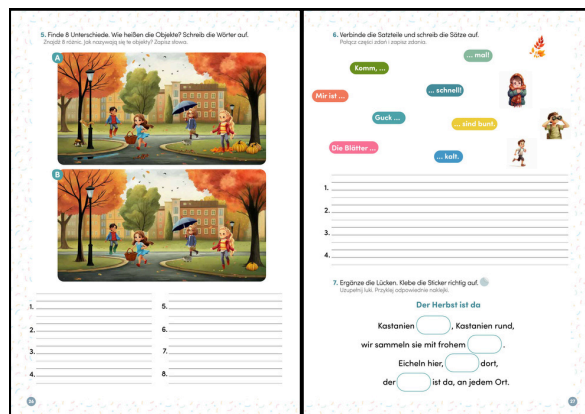 5. Finde 8 Unterschiede. Wie heißen die Objekte? Schreib die Wörter auf.
Znajdź 8 różnic. Jak nazywają się te objekty? Zapisz słowa.
A
B
1.
2.
3.
4.
5.
6.
7.
8.
6. Verbinde die Satzteile und schreib die Sätze auf.
Połącz części zdań i zapisz zdania.
... mal!
Komm, ...
Mir ist ...
... schnell!
Guck ...
... sind bunt.
Die Blätter ...
... kalt.
1.
2.
3.
4.
7. Ergänze die Lücken. Klebe die Sticker richtig auf.
Uzupełnij luki. Przyklej odpowiednie naklejki.
Der Herbst ist da
Kastanien , Kastanien rund,
wir sammeln sie mit frohem .
Eicheln hier, dort,
der ist da, an jedem Ort.